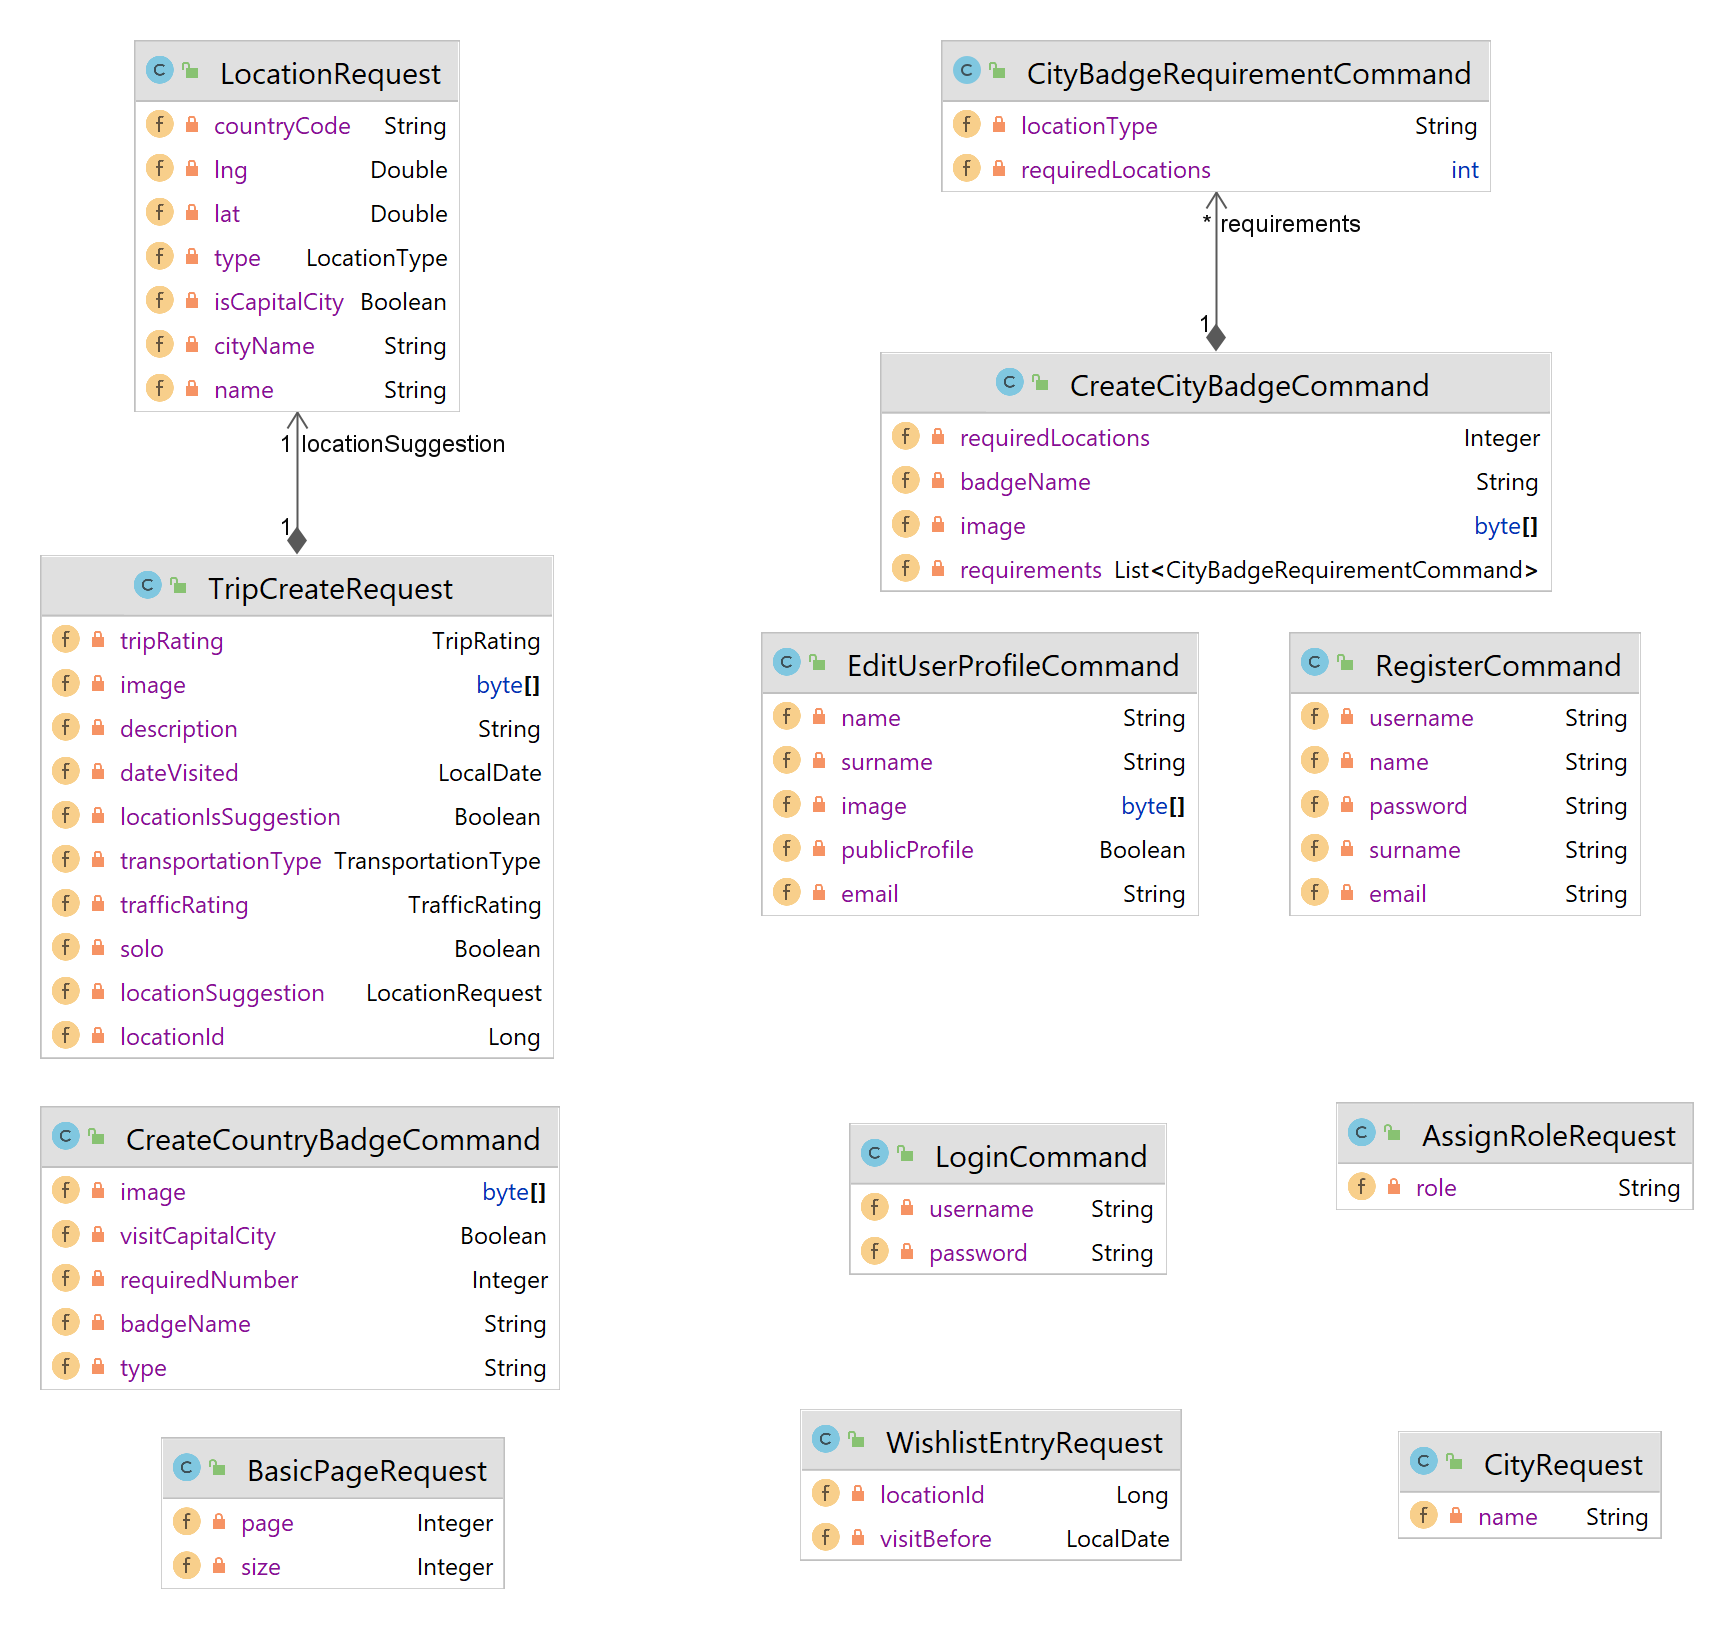 LocationRequest
countryCode String
lng Double
lat Double
type LocationType
isCapitalCity Boolean
cityName String
name String
1 locationSuggestion
1
TripCreateRequest
tripRating TripRating
image byte[]
description String
dateVisited LocalDate
locationIsSuggestion Boolean
transportationType TransportationType
trafficRating TrafficRating
solo Boolean
locationSuggestion LocationRequest
locationId Long
CityBadgeRequirementCommand
locationType String
requiredLocations int
* requirements
1
CreateCityBadgeCommand
requiredLocations Integer
badgeName String
image byte[]
requirements List<CityBadgeRequirementCommand>
EditUserProfileCommand
name String
surname String
image byte[]
publicProfile Boolean
email String
RegisterCommand
username String
name String
password String
surname String
email String
CreateCountryBadgeCommand
image byte[]
visitCapitalCity Boolean
requiredNumber Integer
badgeName String
type String
LoginCommand
username String
password String
AssignRoleRequest
role String
BasicPageRequest
page Integer
size Integer
WishlistEntryRequest
locationId Long
visitBefore LocalDate
CityRequest
name String